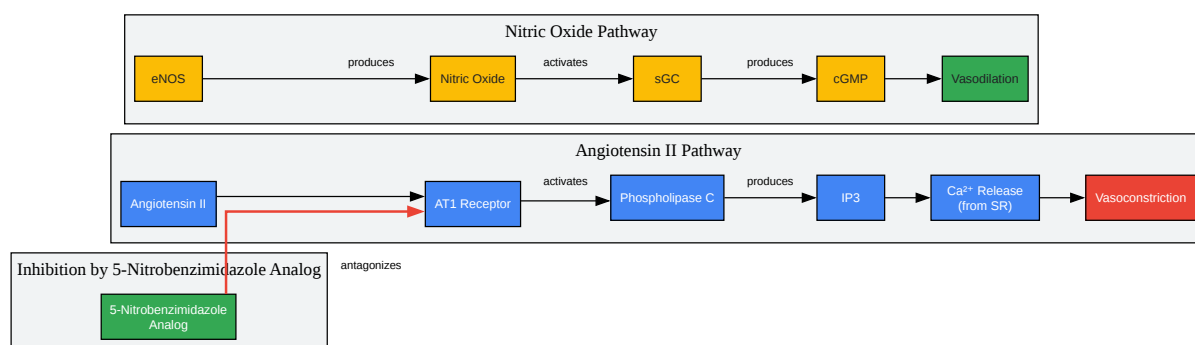 Nitric Oxide Pathway
produces
activates
produces
eNOS
Nitric Oxide
sGC
cGMP
Vasodilation
Angiotensin II Pathway
activates
produces
Angiotensin II
AT1 Receptor
Phospholipase C
IP3
Ca²⁺ Release
(from SR)
Vasoconstriction
Inhibition by 5-Nitrobenzimidazole Analog
antagonizes
5-Nitrobenzimidazole
Analog